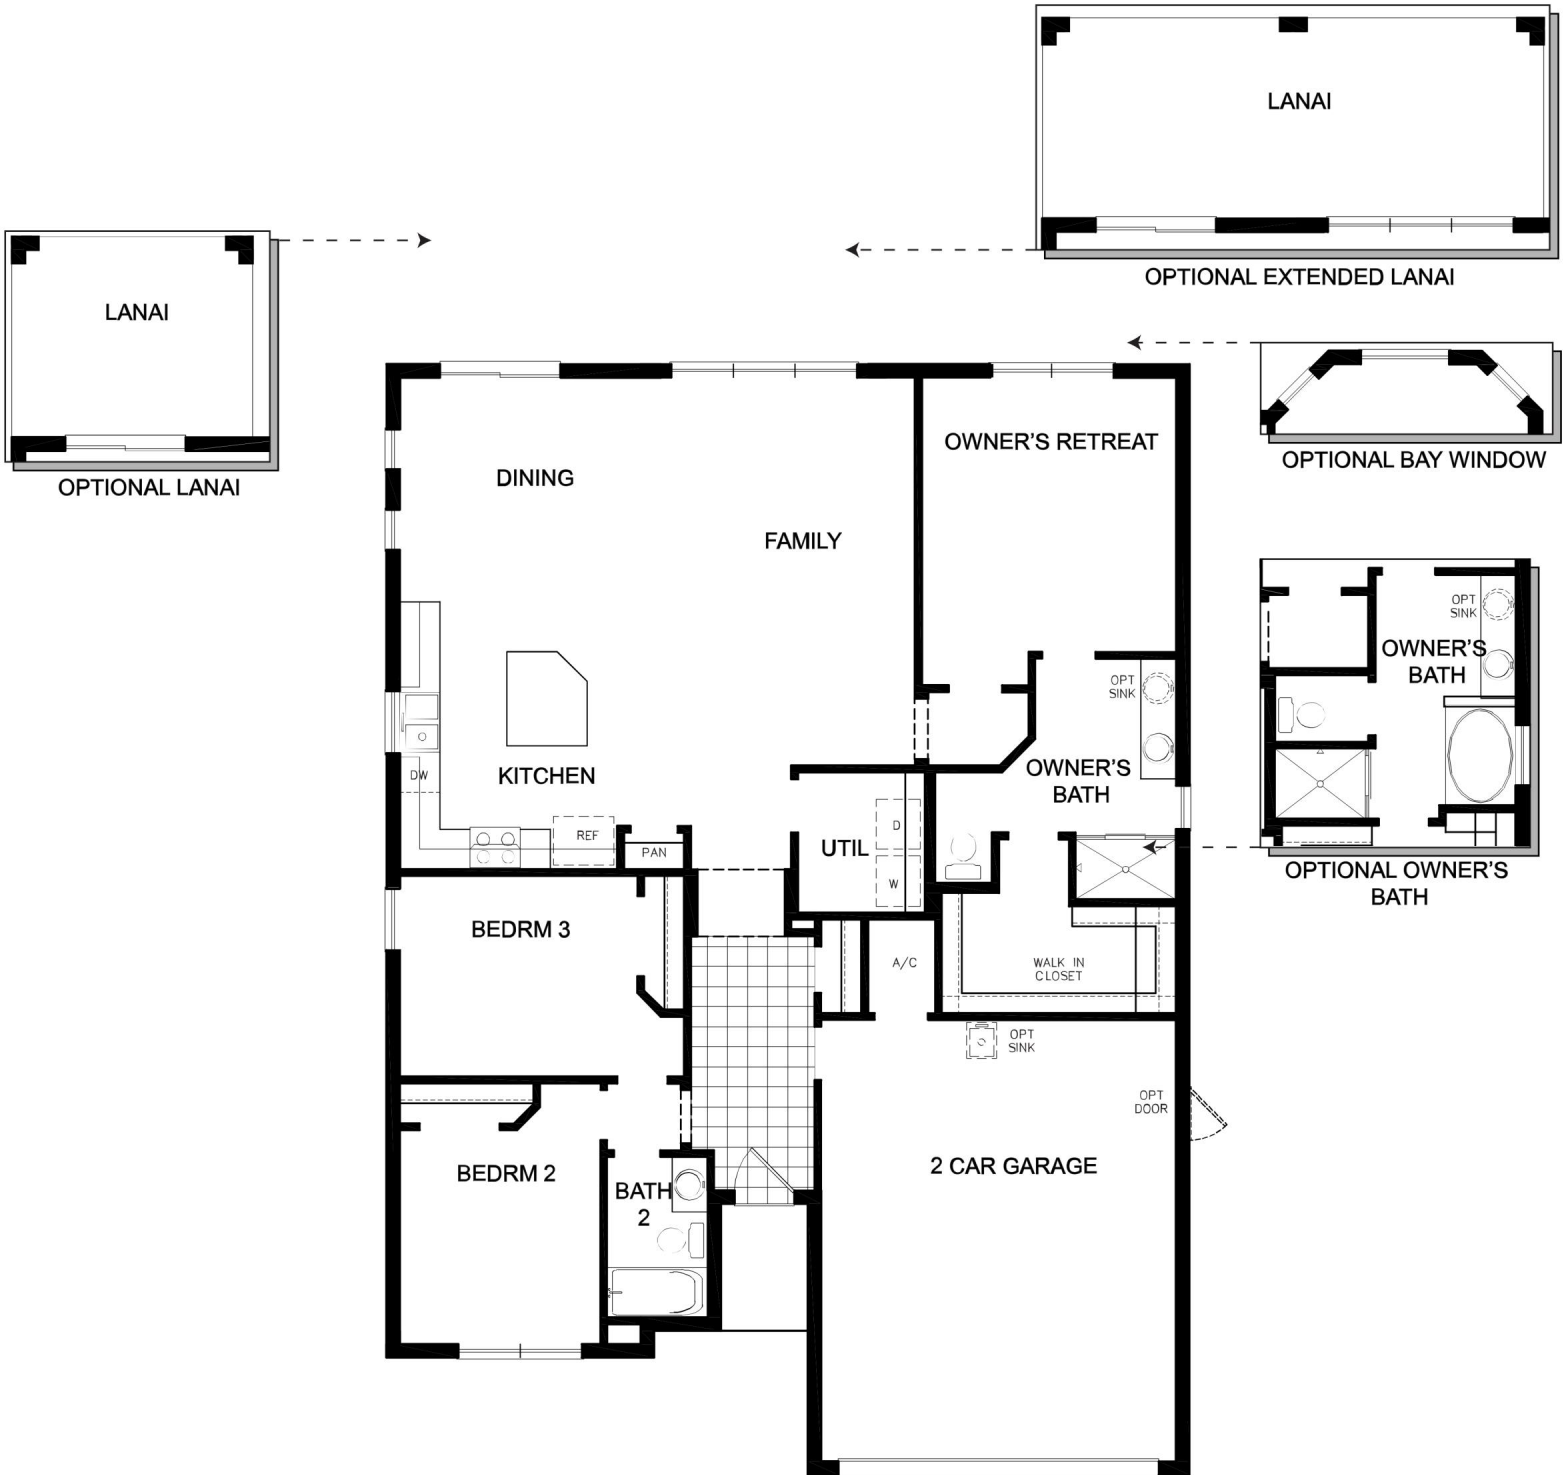 LANAI
OPTIONAL EXTENDED LANAI
LANAI
OPTIONAL LANAI
OPTIONAL BAY WINDOW
OWNER'S RETREAT
DINING
FAMILY
OPT
SINK
OWNER'S
BATH
OPTIONAL OWNER'S
BATH
OPT
SINK
OWNER'S
BATH
DW
KITCHEN
REF
PAN
UTIL
D
W
BEDRM 3
A/C
WALK IN
CLOSET
OPT
SINK
OPT
DOOR
2 CAR GARAGE
BEDRM 2
BATH
2